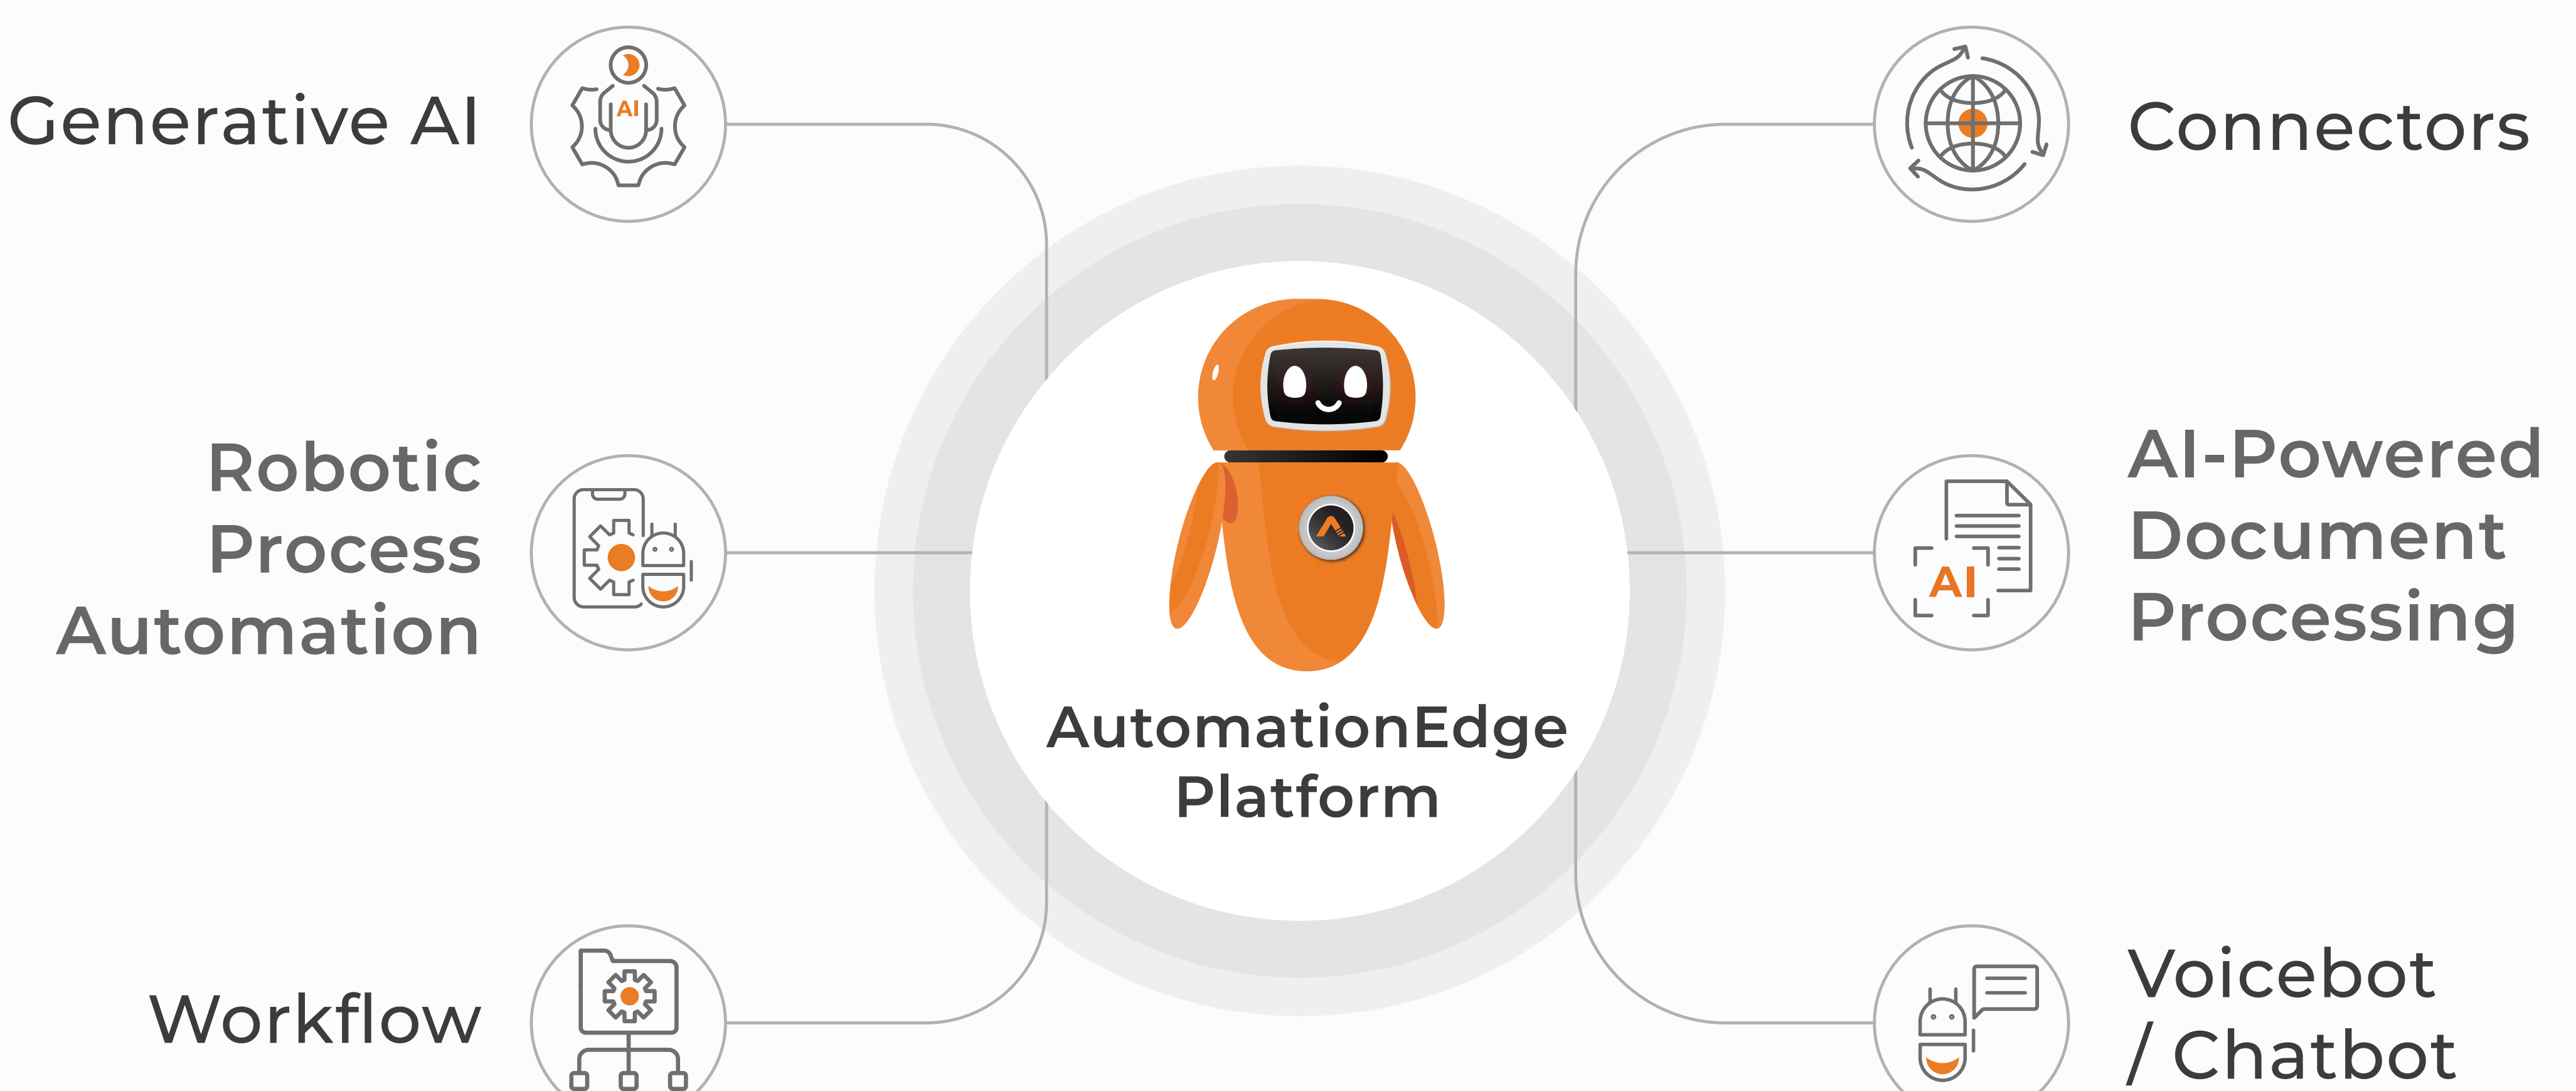 Generative AI
AI
Connectors
Robotic
Process
Automation
AI-Powered
Document
Processing
AI
AutomationEdge
Platform
Workflow
Voicebot
/ Chatbot